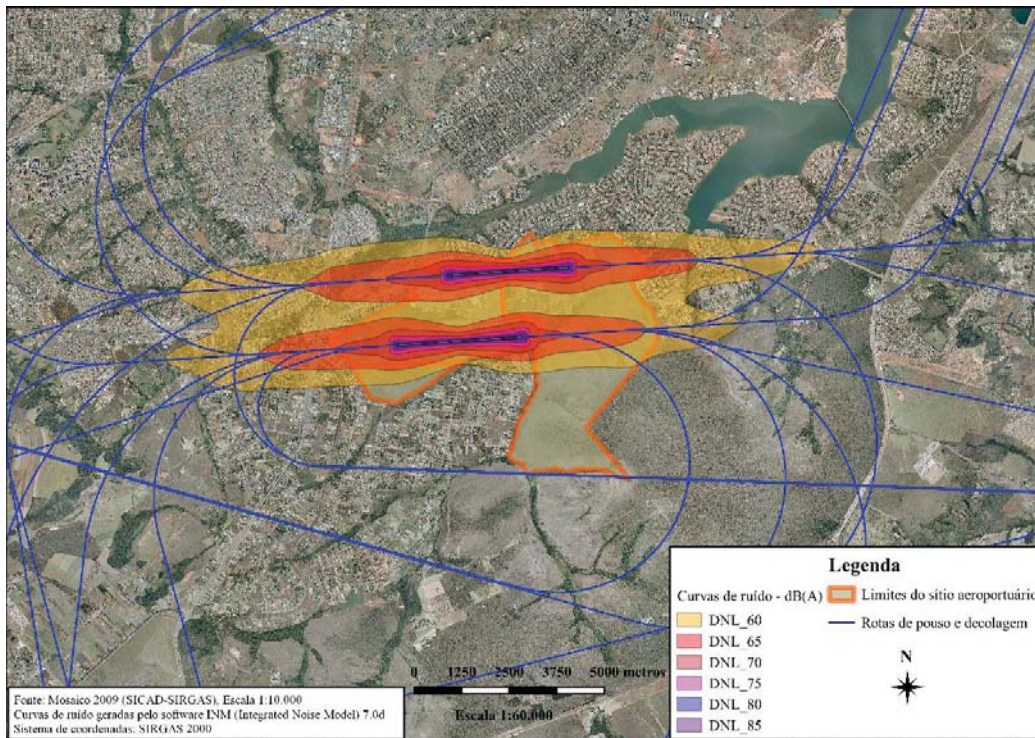 Legenda
Curvas de ruído - dB(A)
DNL_60
DNL_65
DNL_70
DNL_75
DNL_80
DNL_85
Limites do sítio aeroportuário
Rotas de pouso e decolagem
N
0 1250 2500 3750 5000 metros
Escala 1:60.000
Fonte: Mosaico 2009 (SICAD-SIRGAS), Escala 1:10.000
Curvas de ruído geradas pelo software INM (Integrated Noise Model) 7.0d
Sistema de coordenadas: SIRGAS 2000